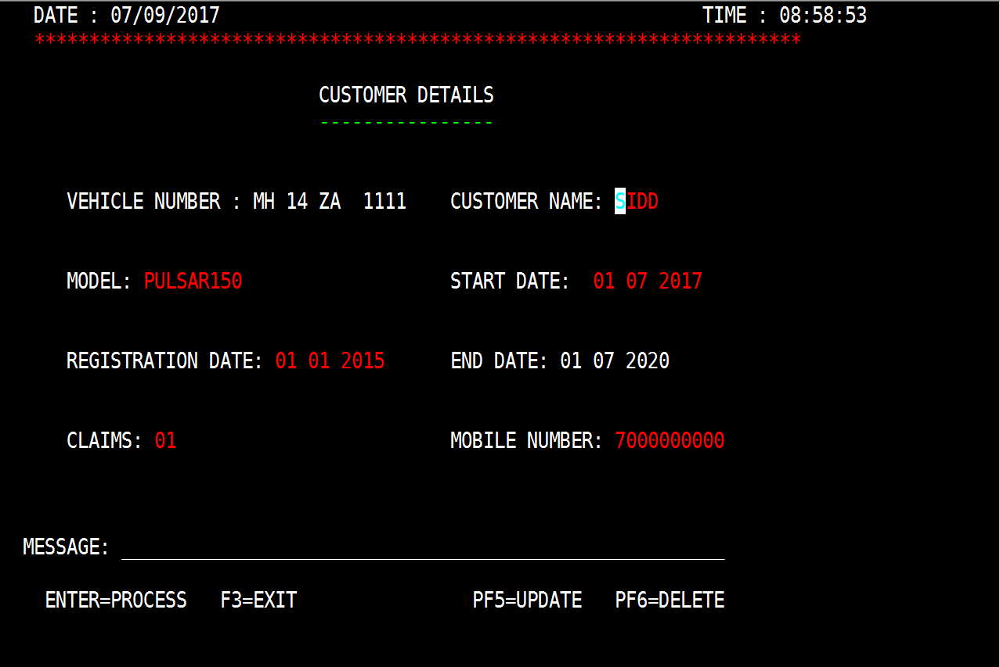 DATE : 07/09/2017 TIME : 08:58:53
**********************************************************************
CUSTOMER DETAILS
----------------
VEHICLE NUMBER : MH 14 ZA  1111 CUSTOMER NAME: SIDD
MODEL: PULSAR150 START DATE:  01 07 2017
REGISTRATION DATE: 01 01 2015 END DATE: 01 07 2020
CLAIMS: 01 MOBILE NUMBER: 7000000000
MESSAGE: _______________________________________________________
ENTER=PROCESS F3=EXIT PF5=UPDATE PF6=DELETE